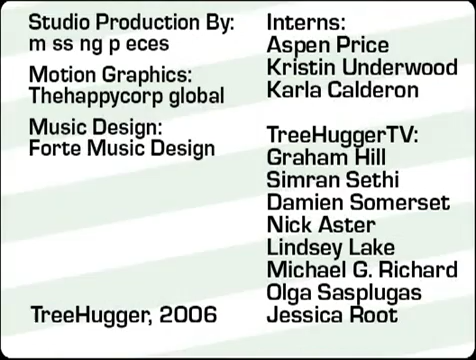 Studio Production By:
m ss ng p eces
Motion Graphics:
Thehappycorp global
Music Design:
Forte Music Design
TreeHugger, 2006
Interns:
Aspen Price
Kristin Underwood
Karla Calderon
TreeHuggerTV:
Graham Hill
Simran Sethi
Damien Somerset
Nick Aster
Lindsey Lake
Michael G. Richard
Olga Sasplugas
Jessica Root